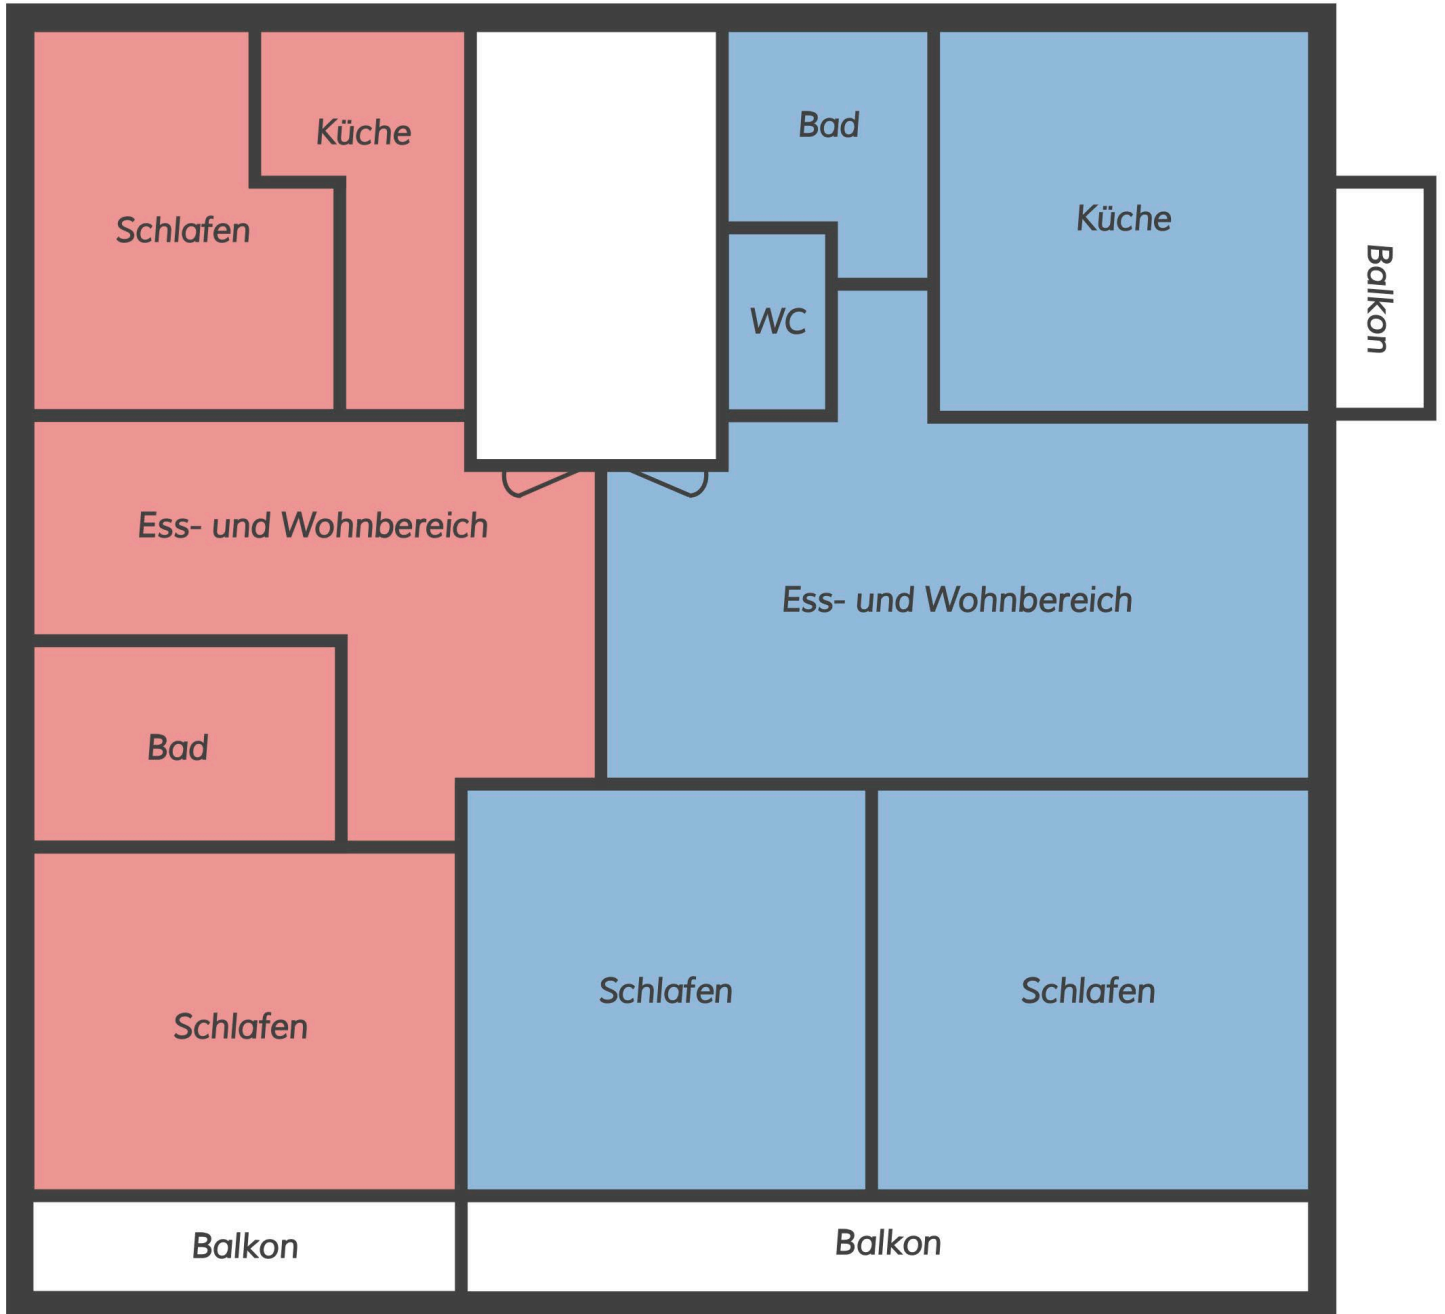 Küche
Bad
Schlafen
Küche
Balkon
WC
Ess- und Wohnbereich
Ess- und Wohnbereich
Bad
Schlafen
Schlafen
Schlafen
Balkon
Balkon